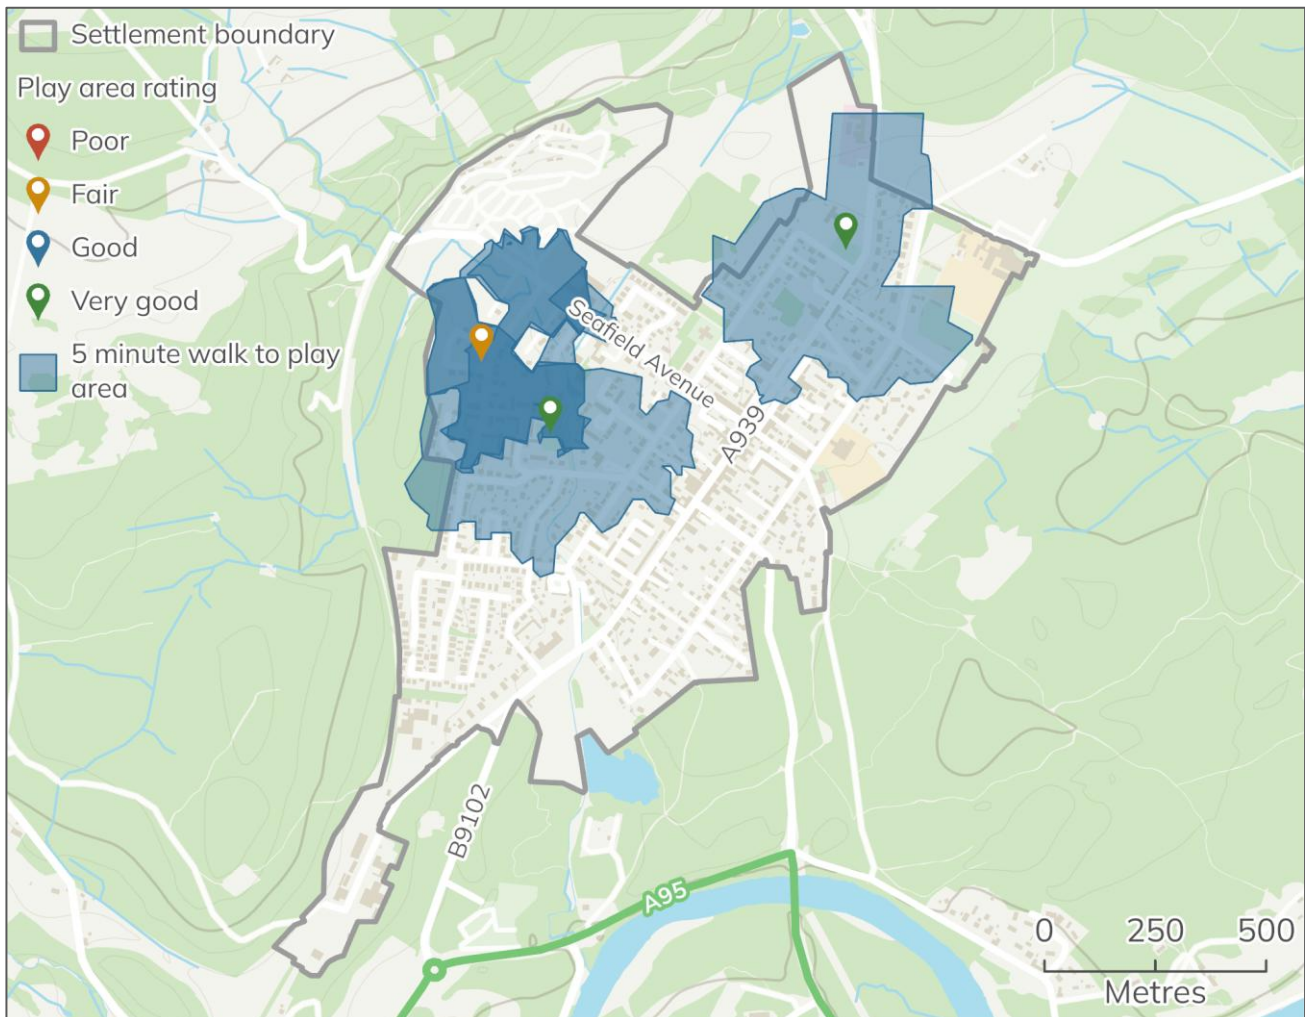 Settlement boundary
Play area rating
Poor
Fair
Good
Very good
5 minute walk to play
area
Seafield Avenue
A939
B9102
A95
0 250 500
Metres